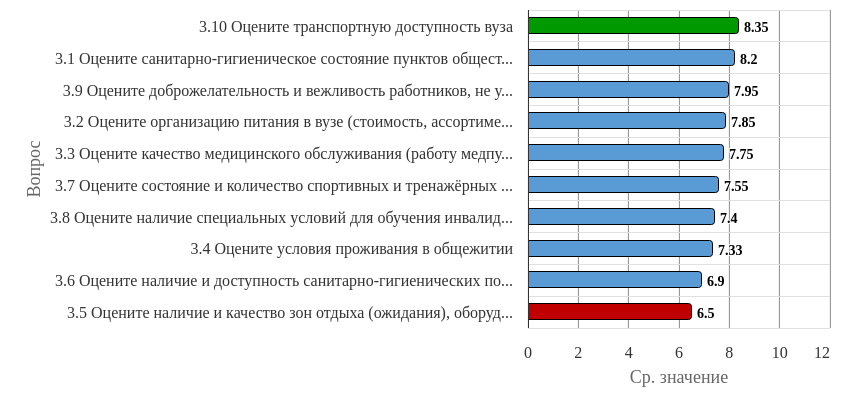 3.10 Оцените транспортную доступность вуза 8.35
3.1 Оцените санитарно-гигиеническое состояние пунктов общест... 8.2
3.9 Оцените доброжелательность и вежливость работников, не у... 7.95
3.2 Оцените организацию питания в вузе (стоимость, ассортиме... 7.85
3.3 Оцените качество медицинского обслуживания (работу медпу... 7.75
3.7 Оцените состояние и количество спортивных и тренажёрных ... 7.55
3.8 Оцените наличие специальных условий для обучения инвалид... 7.4
3.4 Оцените условия проживания в общежитии 7.33
3.6 Оцените наличие и доступность санитарно-гигиенических по... 6.9
3.5 Оцените наличие и качество зон отдыха (ожидания), оборуд... 6.5
Вопрос
0 2 4 6 8 10 12
Ср. значение